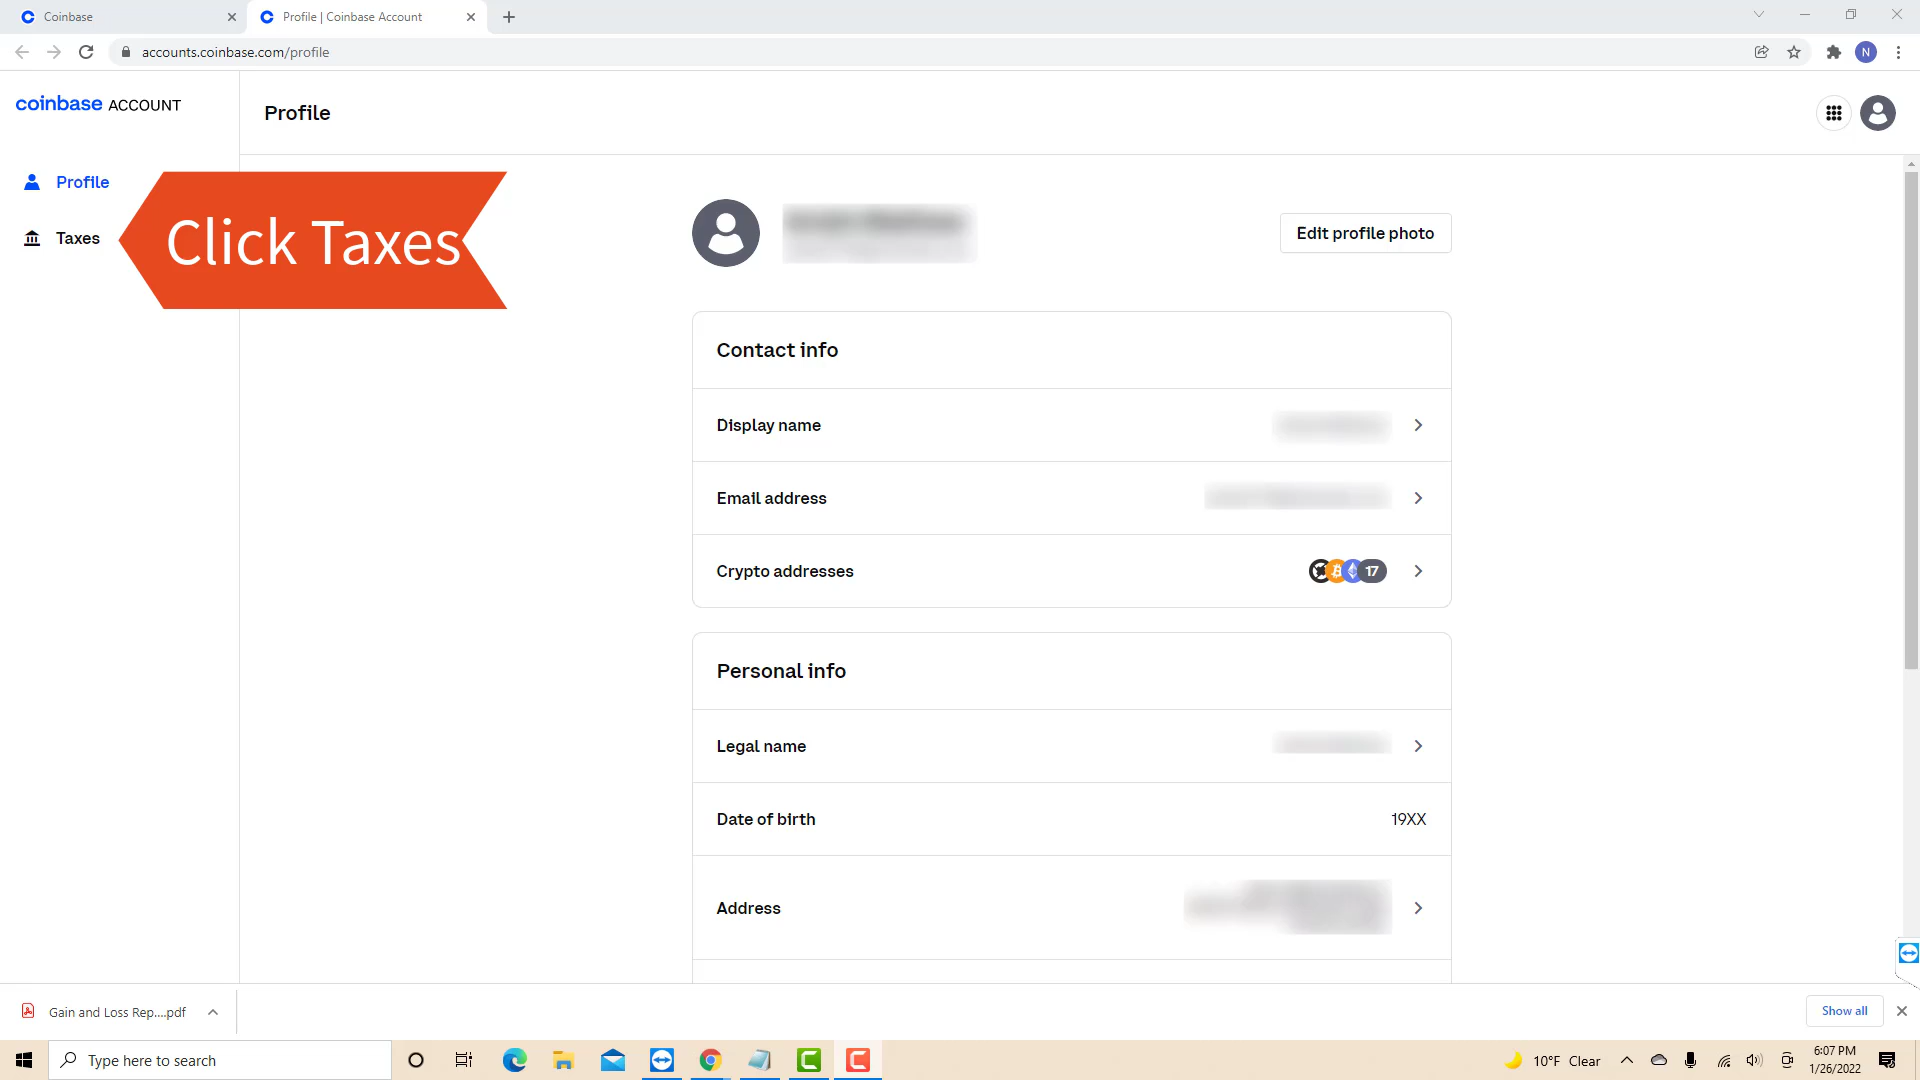 Coinbase
Profile | Coinbase Account
accounts.coinbase.com/profile
N
coinbase ACCOUNT
Profile
Profile
Taxes
Click Taxes
Edit profile photo
Contact info
Display name
Email address
Crypto addresses
17
Personal info
Legal name
Date of birth
19XX
Address
Gain and Loss Rep....pdf
Show all
Type here to search
10°F Clear
6:07 PM
1/26/2022